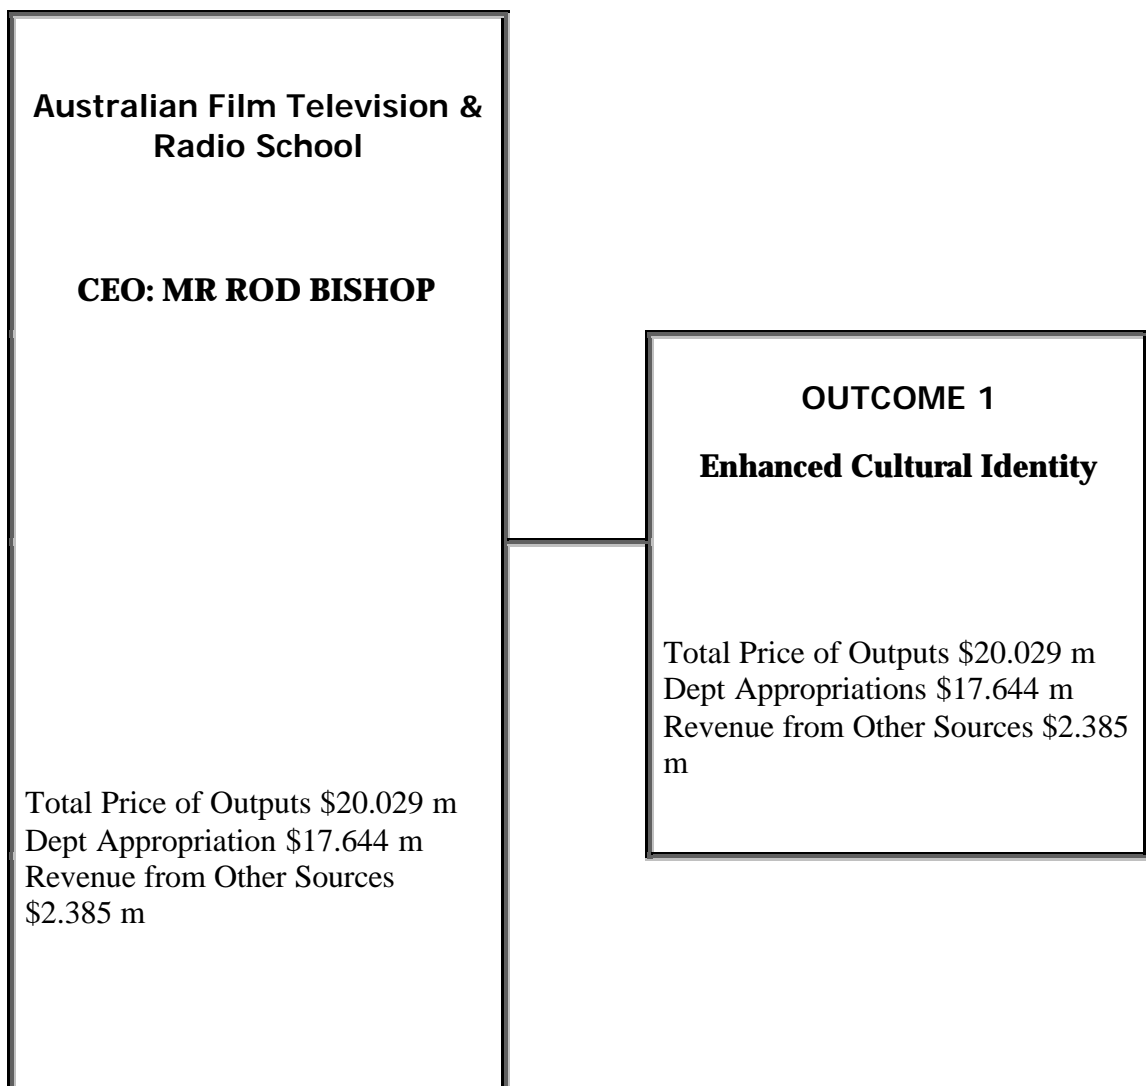 Australian Film Television &
Radio School
CEO: MR ROD BISHOP
Total Price of Outputs $20.029 m
Dept Appropriation $17.644 m
Revenue from Other Sources
$2.385 m
OUTCOME 1
Enhanced Cultural Identity
Total Price of Outputs $20.029 m
Dept Appropriations $17.644 m
Revenue from Other Sources $2.385
m